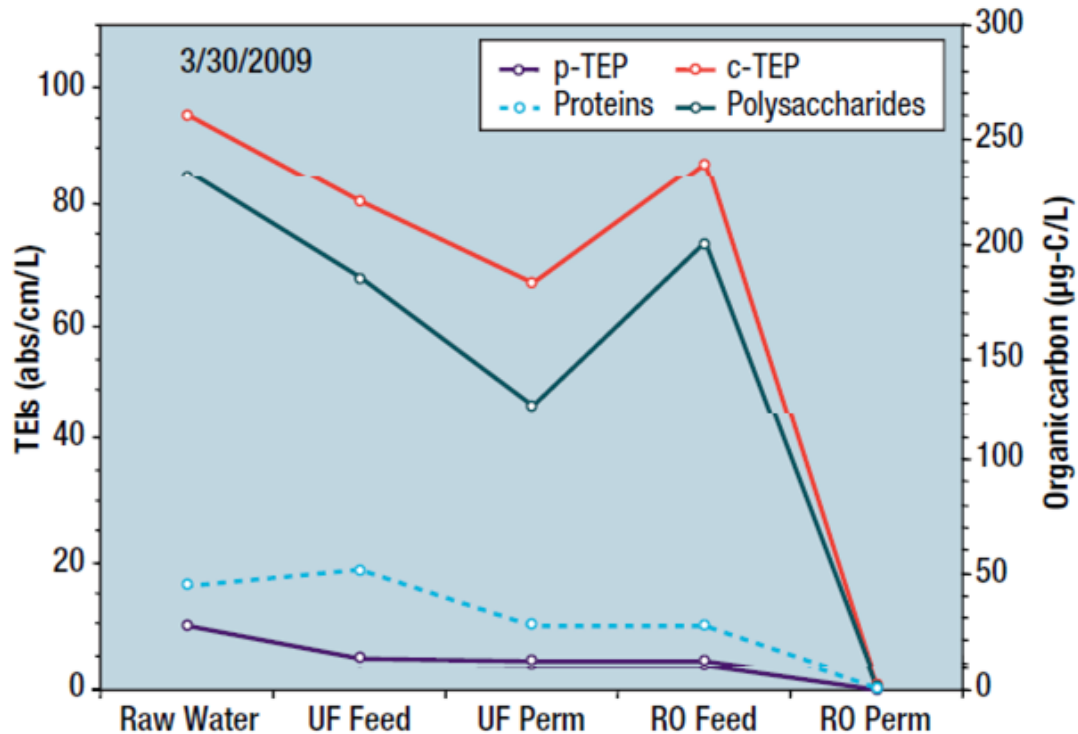 3/30/2009
p-TEP
c-TEP
Proteins
Polysaccharides
TEIs (abs/cm/L)
100
80
60
40
20
0
Organic carbon (µg-C/L)
300
250
200
150
100
50
0
Raw Water
UF Feed
UF Perm
RO Feed
RO Perm